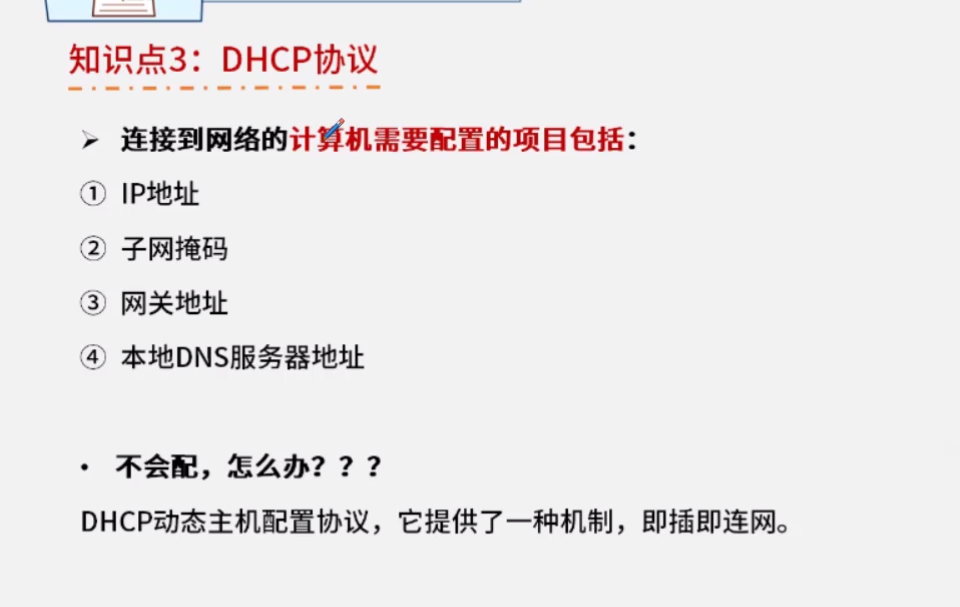 知识点3：DHCP协议
➢ 连接到网络的计算机需要配置的项目包括：
① IP地址
② 子网掩码
③ 网关地址
④ 本地DNS服务器地址
• 不会配，怎么办？？？
DHCP动态主机配置协议，它提供了一种机制，即插即连网。